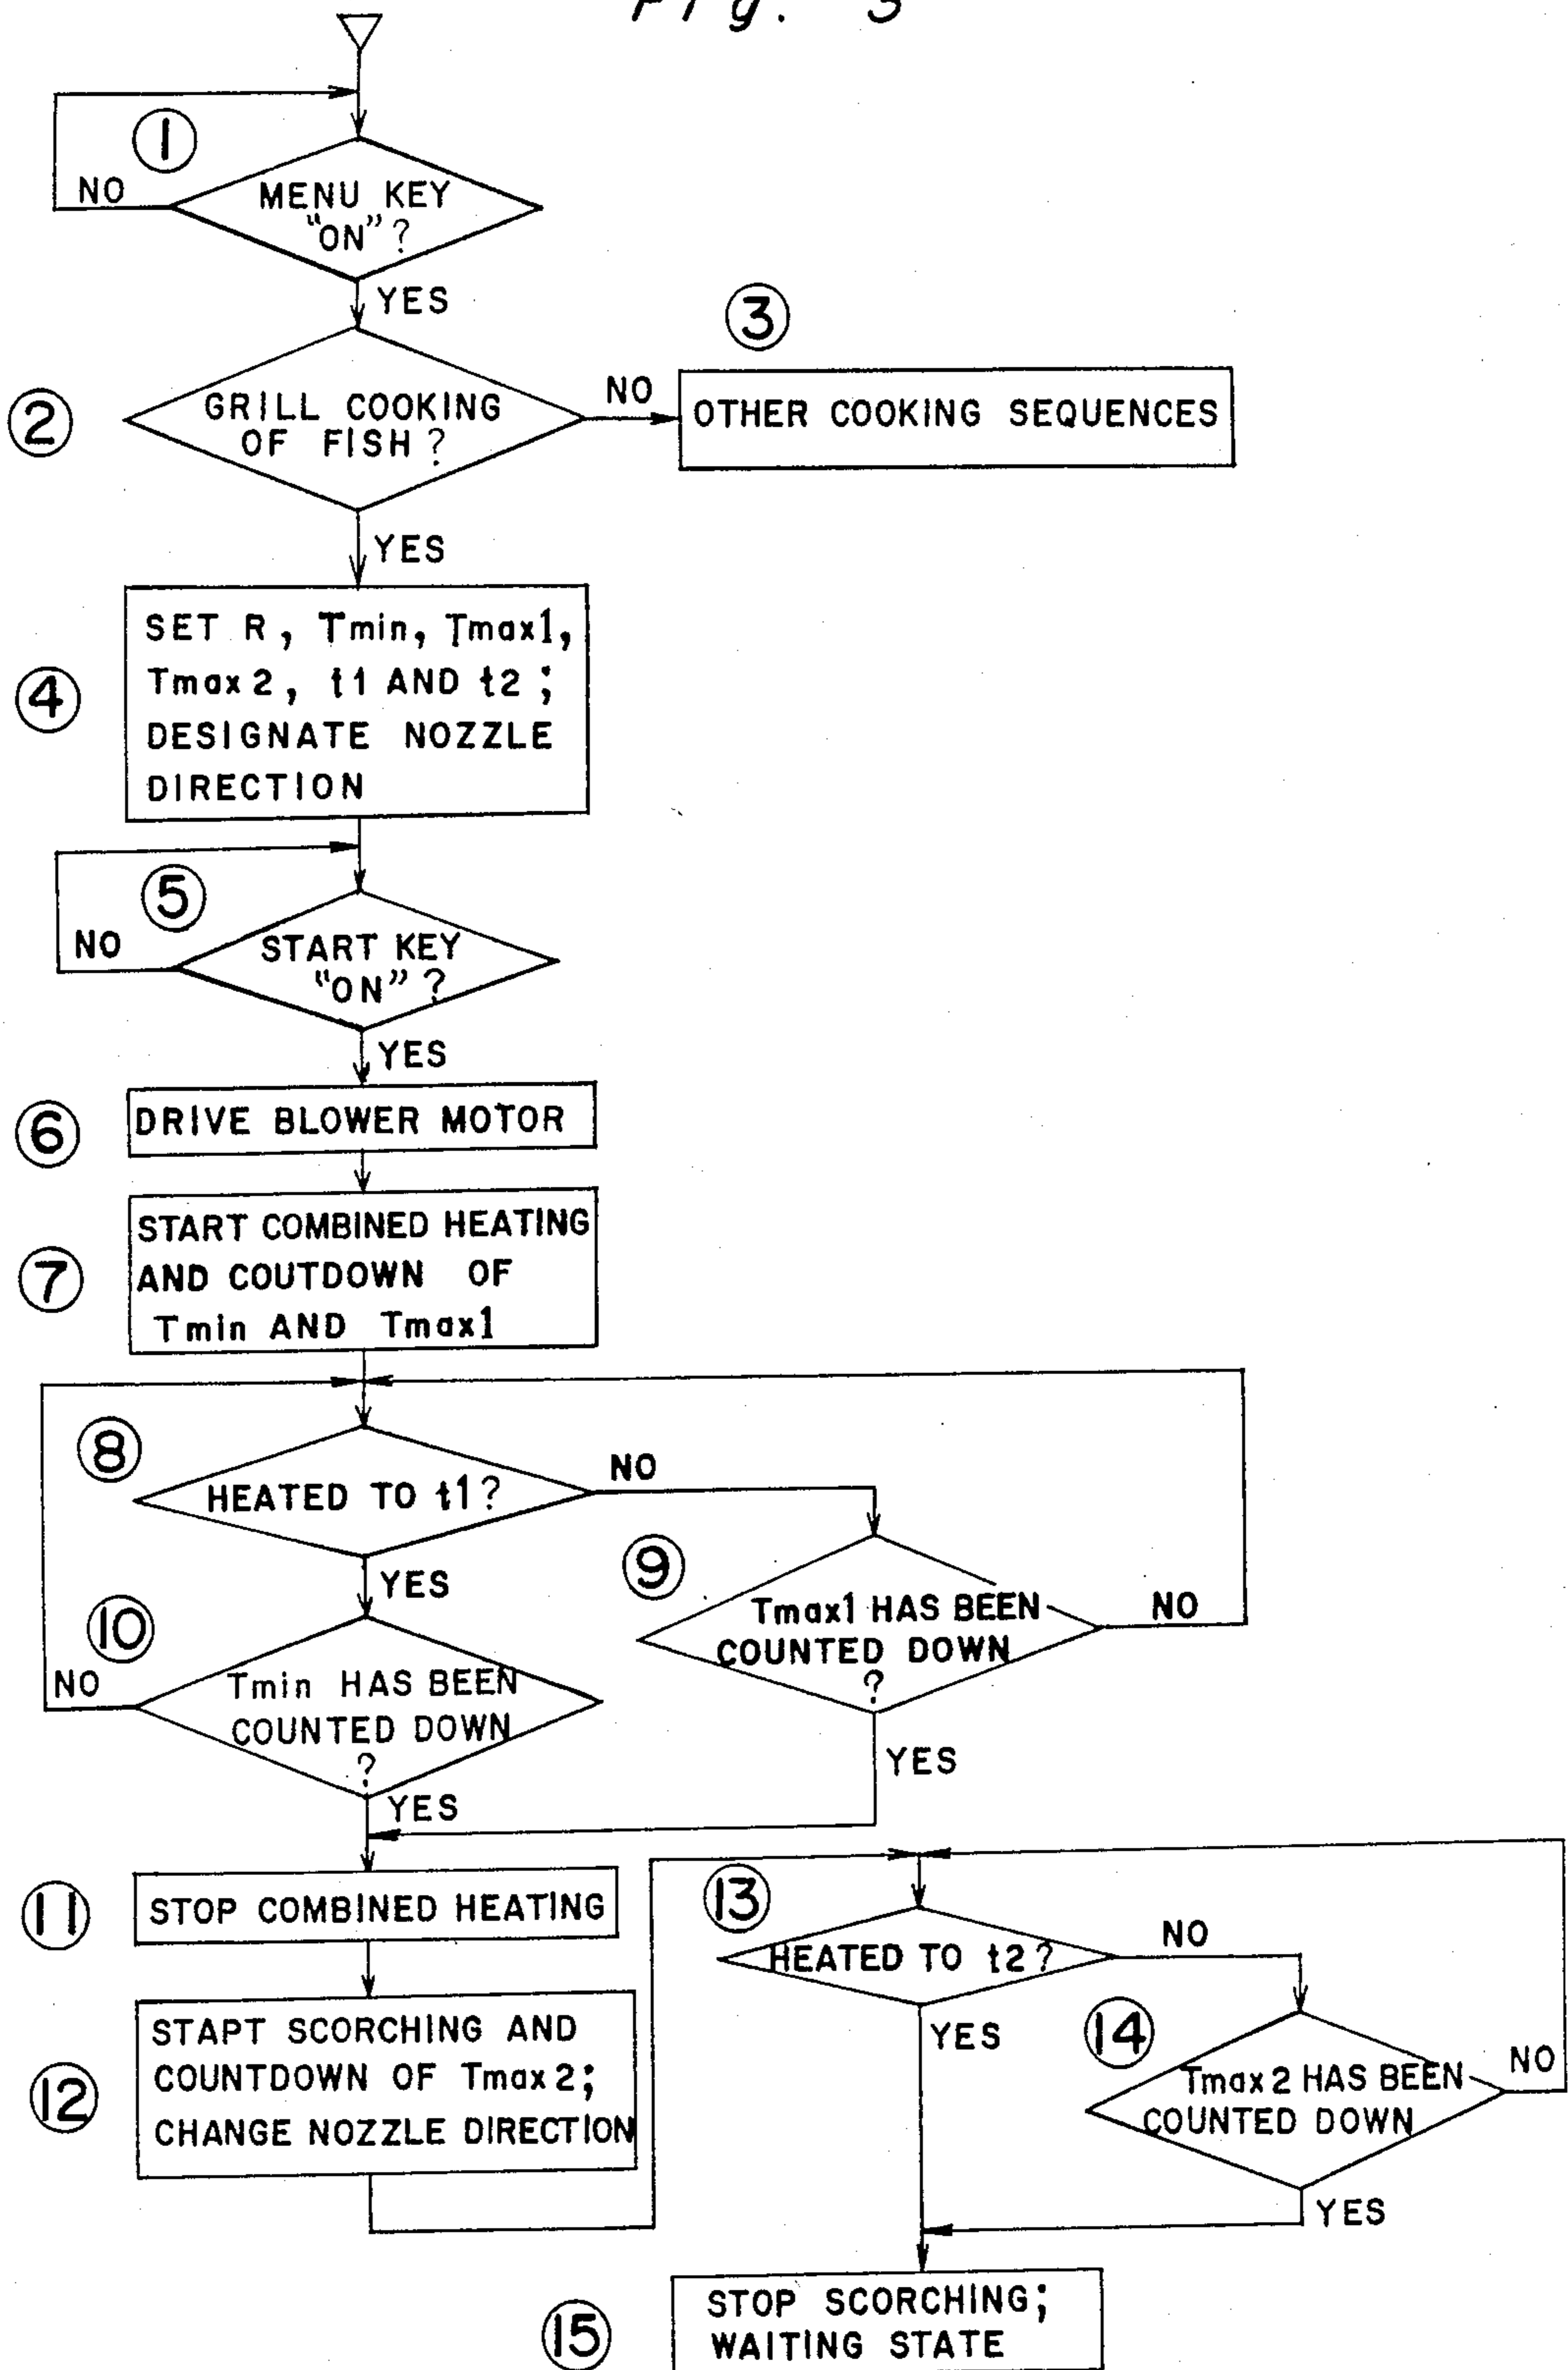 Fig. 3
1
NO
MENU KEY
"ON"?
YES
3
2
GRILL COOKING
OF FISH?
NO
OTHER COOKING SEQUENCES
YES
4
SET R, Tmin, Tmax1,
Tmax2, t1 AND t2;
DESIGNATE NOZZLE
DIRECTION
5
NO
START KEY
"ON"?
YES
6
DRIVE BLOWER MOTOR
7
START COMBINED HEATING
AND COUTDOWN OF
Tmin AND Tmax1
8
HEATED TO t1?
NO
YES
9
Tmax1 HAS BEEN
COUNTED DOWN
?
NO
YES
10
NO
Tmin HAS BEEN
COUNTED DOWN
?
YES
11
STOP COMBINED HEATING
12
STAPT SCORCHING AND
COUNTDOWN OF Tmax2;
CHANGE NOZZLE DIRECTION
13
HEATED TO t2?
NO
YES
14
Tmax2 HAS BEEN
COUNTED DOWN
NO
YES
15
STOP SCORCHING;
WAITING STATE